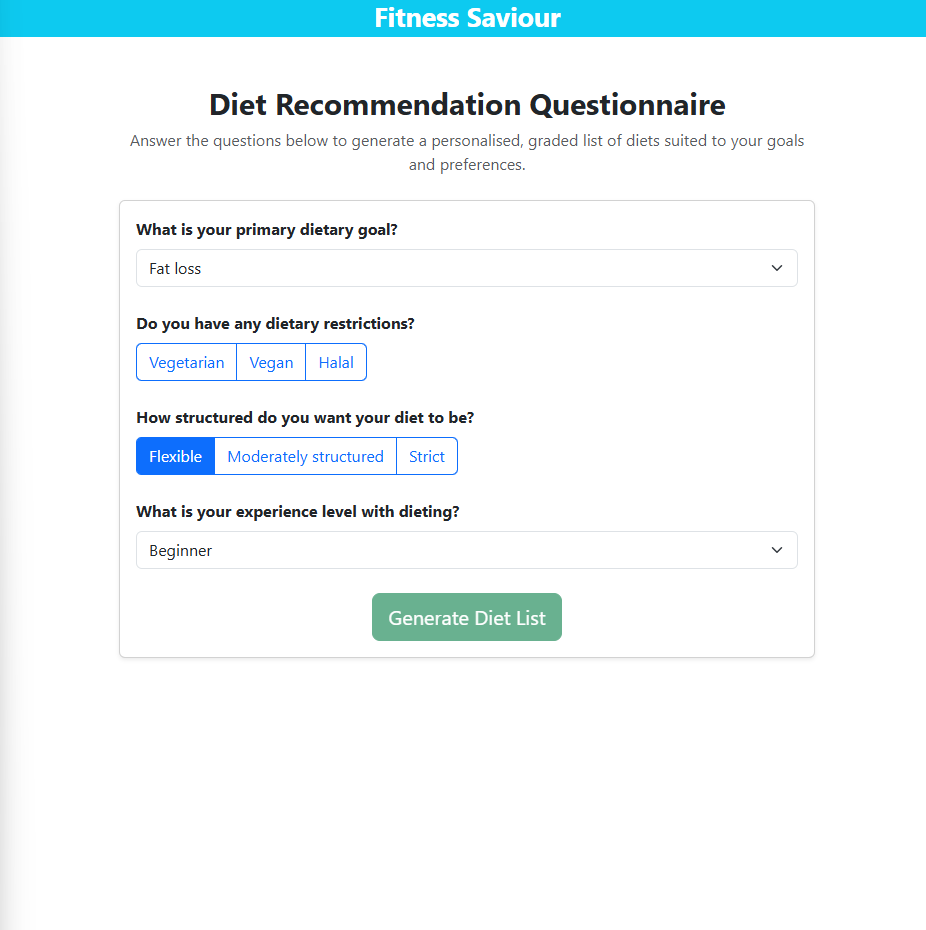 Fitness Saviour
Diet Recommendation Questionnaire
Answer the questions below to generate a personalised, graded list of diets suited to your goals
and preferences.
What is your primary dietary goal?
Fat loss
Do you have any dietary restrictions?
Vegetarian Vegan Halal
How structured do you want your diet to be?
Flexible Moderately structured Strict
What is your experience level with dieting?
Beginner
Generate Diet List